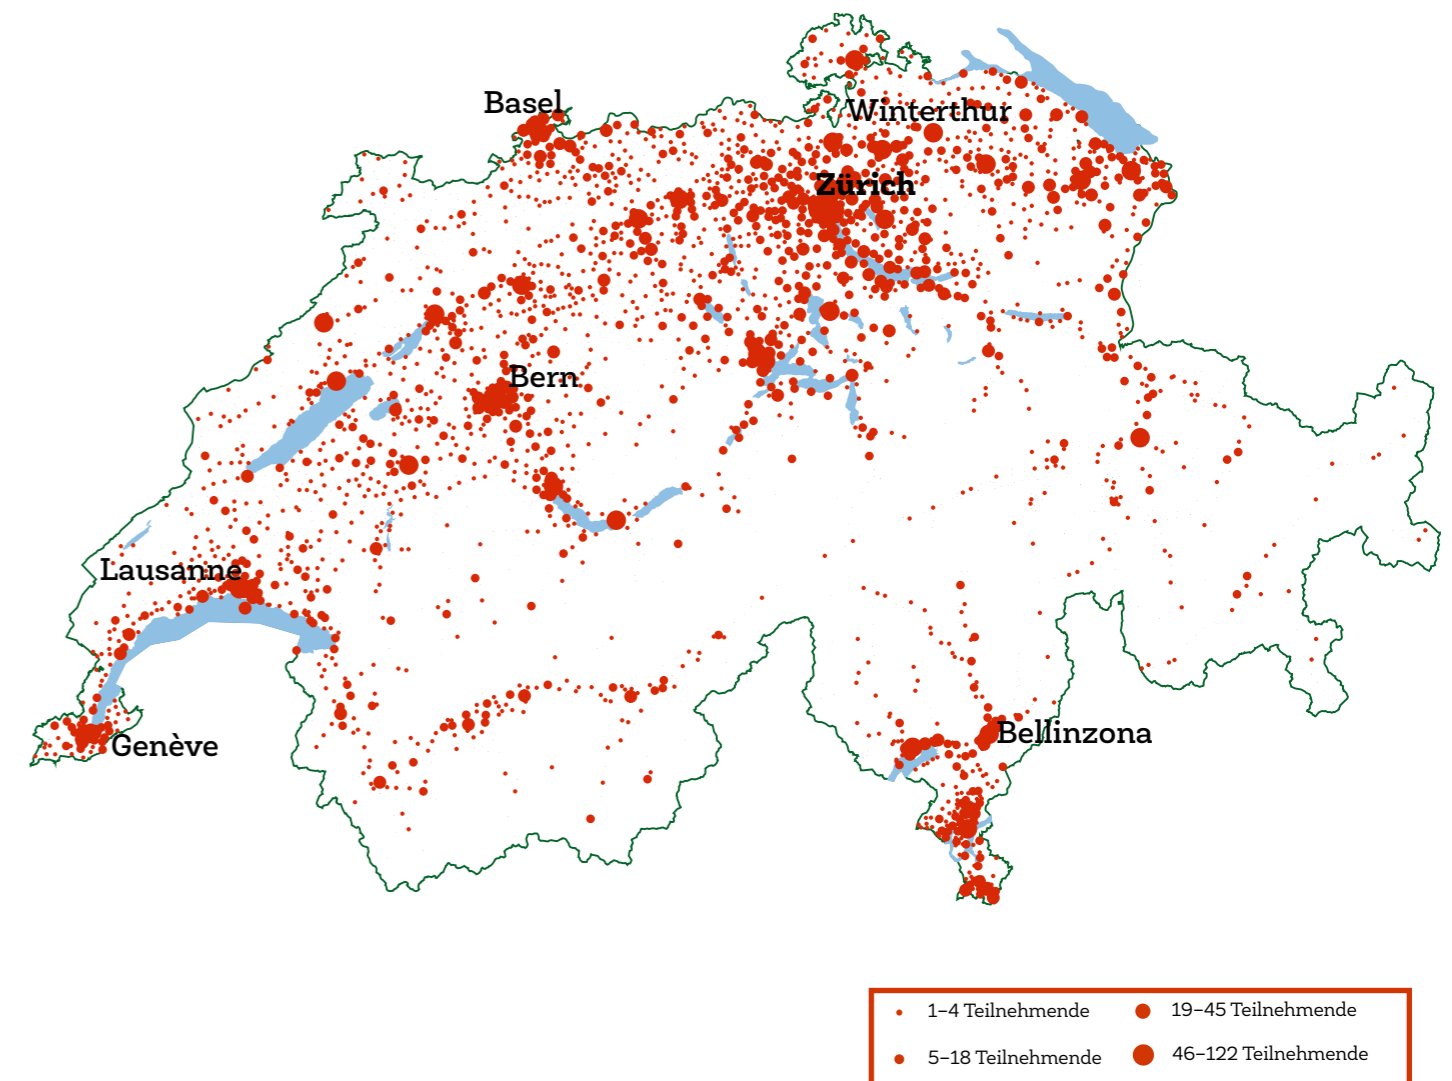 Basel
Winterthur
Zürich
Bern
Lausanne
Genève
Bellinzona
1–4 Teilnehmende
19–45 Teilnehmende
5–18 Teilnehmende
46–122 Teilnehmende